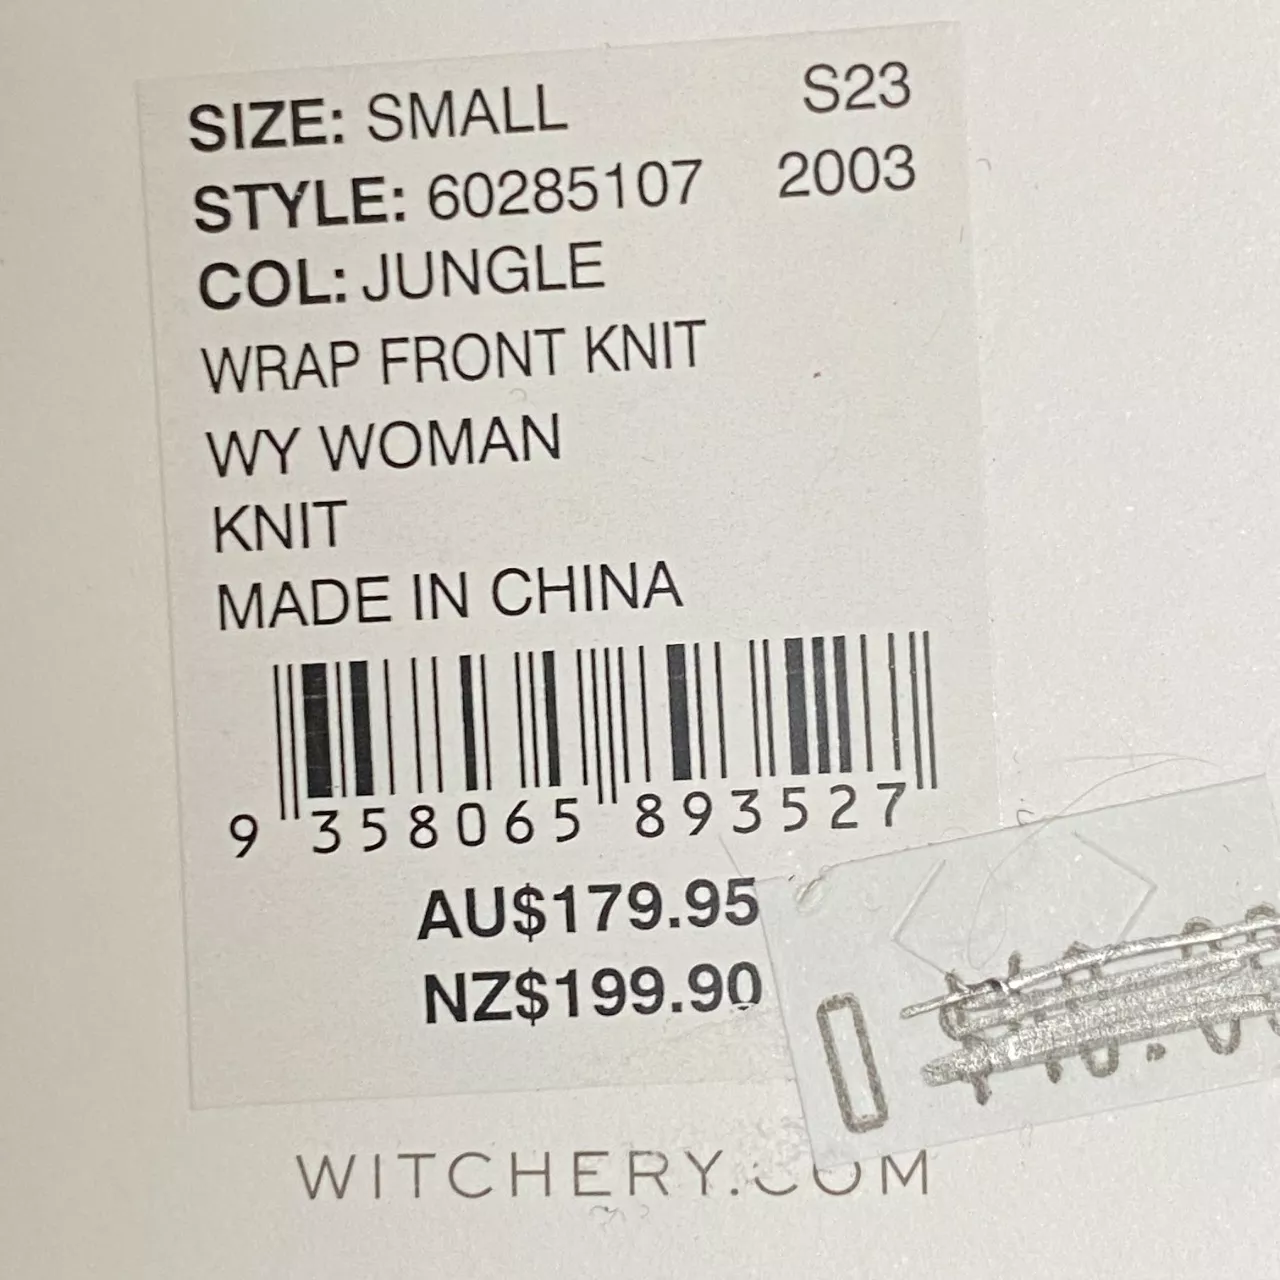 SIZE: SMALL S23
STYLE: 60285107 2003
COL: JUNGLE
WRAP FRONT KNIT
WY WOMAN
KNIT
MADE IN CHINA
9 358065 893527
AU$179.95
NZ$199.90
WITCHERY.COM